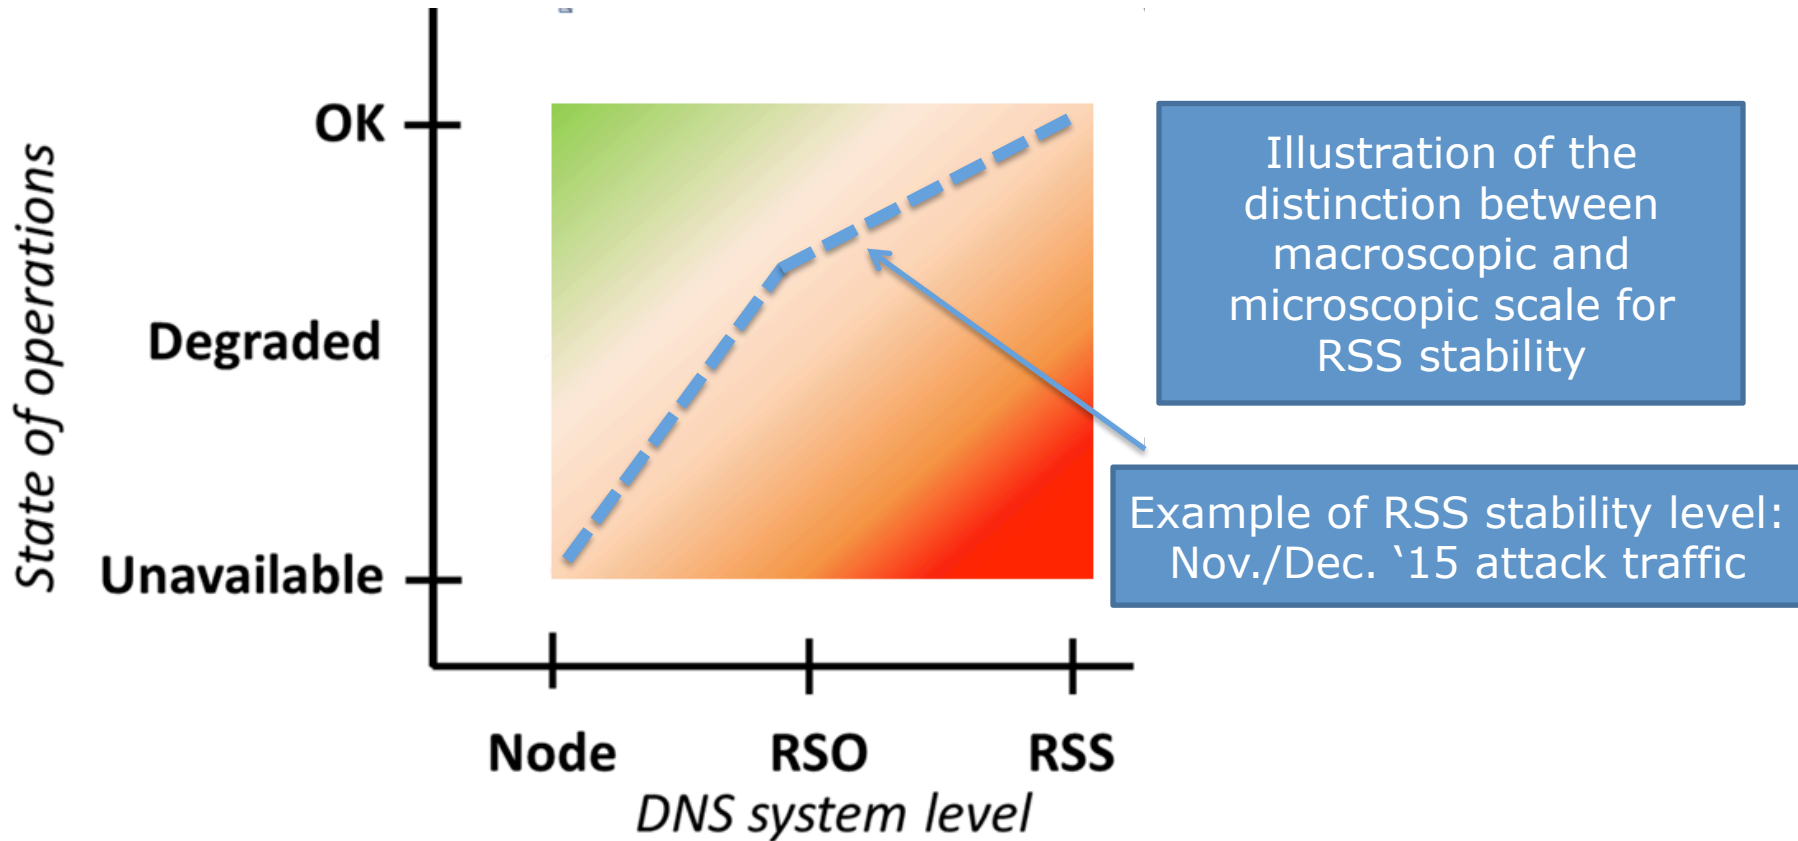 State of operations
OK
Degraded
Unavailable
Node
RSO
RSS
DNS system level
Illustration of the
distinction between
macroscopic and
microscopic scale for
RSS stability
Example of RSS stability level:
Nov./Dec. ‘15 attack traffic